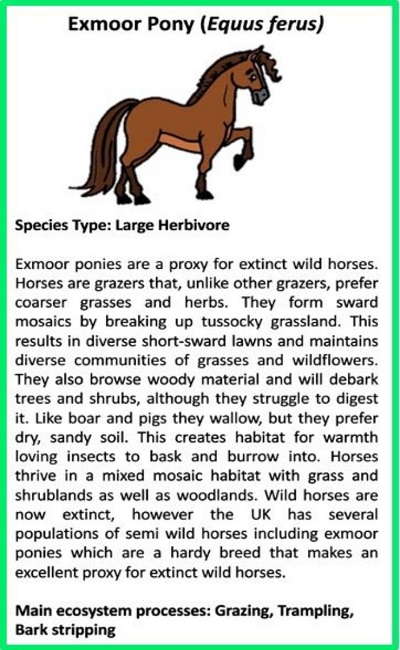 Exmoor Pony (Equus ferus)
Species Type: Large Herbivore
Exmoor ponies are a proxy for extinct wild horses.
Horses are grazers that, unlike other grazers, prefer
coarser grasses and herbs. They form sward
mosaics by breaking up tussocky grassland. This
results in diverse short-sward lawns and maintains
diverse communities of grasses and wildflowers.
They also browse woody material and will debark
trees and shrubs, although they struggle to digest
it. Like boar and pigs they wallow, but they prefer
dry, sandy soil. This creates habitat for warmth
loving insects to bask and burrow into. Horses
thrive in a mixed mosaic habitat with grass and
shrublands as well as woodlands. Wild horses are
now extinct, however the UK has several
populations of semi wild horses including exmoor
ponies which are a hardy breed that makes an
excellent proxy for extinct wild horses.
Main ecosystem processes: Grazing, Trampling,
Bark stripping